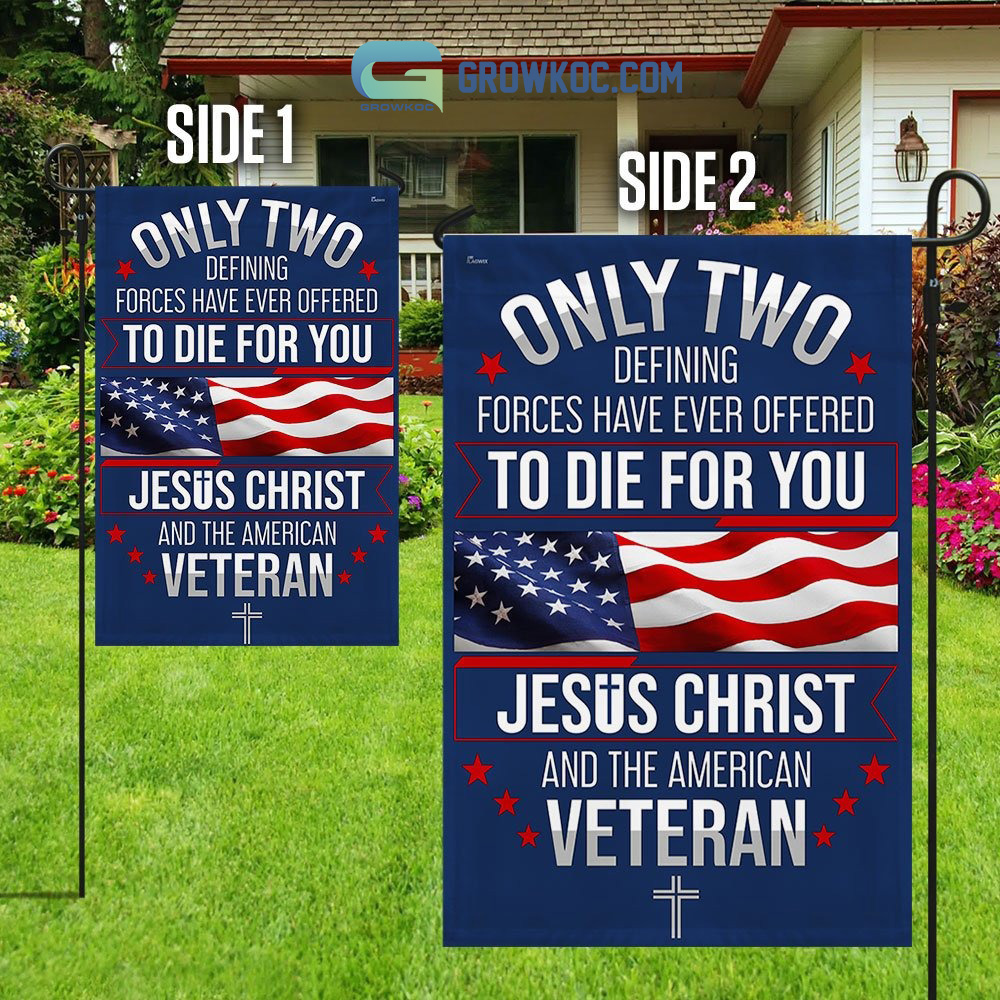 GROWKOC.COM
GROWKOC
SIDE 1
SIDE 2
ONLY TWO
DEFINING
FORCES HAVE EVER OFFERED
TO DIE FOR YOU
JESUS CHRIST
AND THE AMERICAN
VETERAN
FLAGWIX
ONLY TWO
DEFINING
FORCES HAVE EVER OFFERED
TO DIE FOR YOU
JESUS CHRIST
AND THE AMERICAN
VETERAN